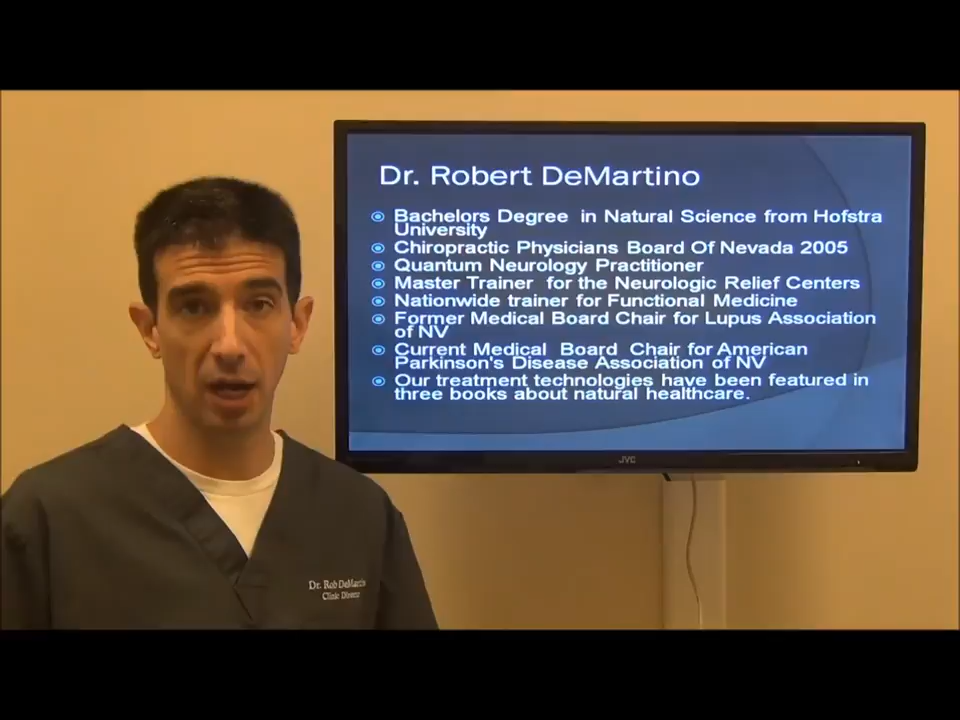 Dr. Robert DeMartino
Bachelors Degree in Natural Science from Hofstra
University
Chiropractic Physicians Board Of Nevada 2005
Quantum Neurology Practitioner
Master Trainer for the Neurologic Relief Centers
Nationwide trainer for Functional Medicine
Former Medical Board Chair for Lupus Association
of NV
Current Medical Board Chair for American
Parkinson's Disease Association of NV
Our treatment technologies have been featured in
three books about natural healthcare.
JVC
Dr. Rob DeMartino
Clinic Director